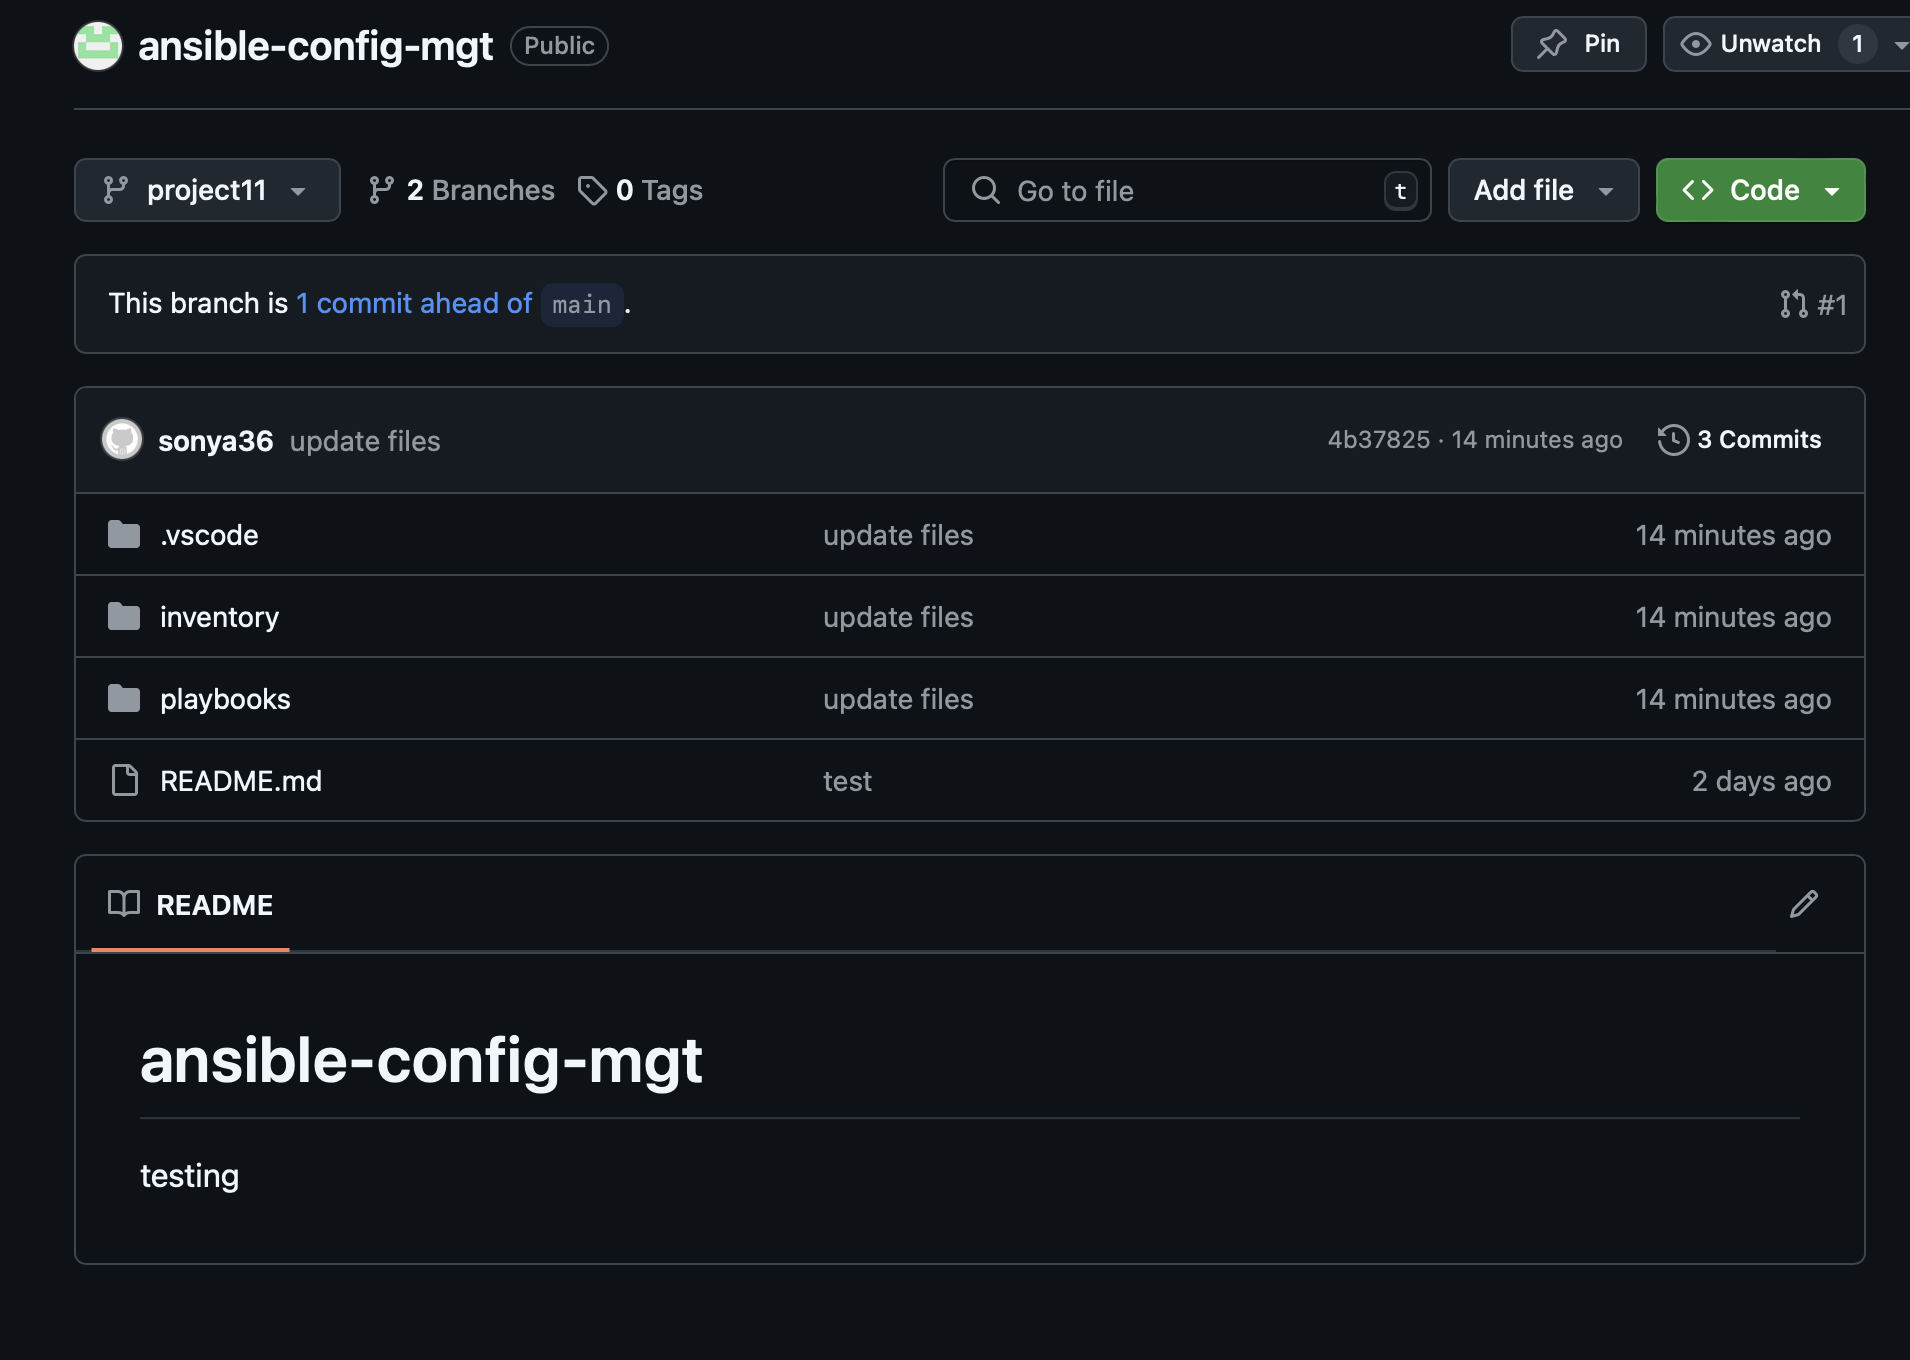 ansible-config-mgt Public Pin Unwatch 1
project11 2 Branches 0 Tags Go to file t Add file Code
This branch is 1 commit ahead of main . #1
sonya36 update files 4b37825 · 14 minutes ago 3 Commits
.vscode update files 14 minutes ago
inventory update files 14 minutes ago
playbooks update files 14 minutes ago
README.md test 2 days ago
README
ansible-config-mgt
testing